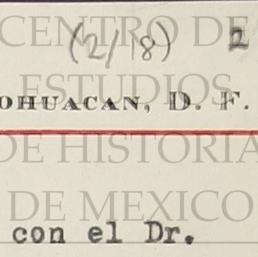 CENTRO DE
(2/18) 2
ESTUDIOS
OHUACAN, D. F.
DE HISTORIA
DE MEXICO
con el Dr.